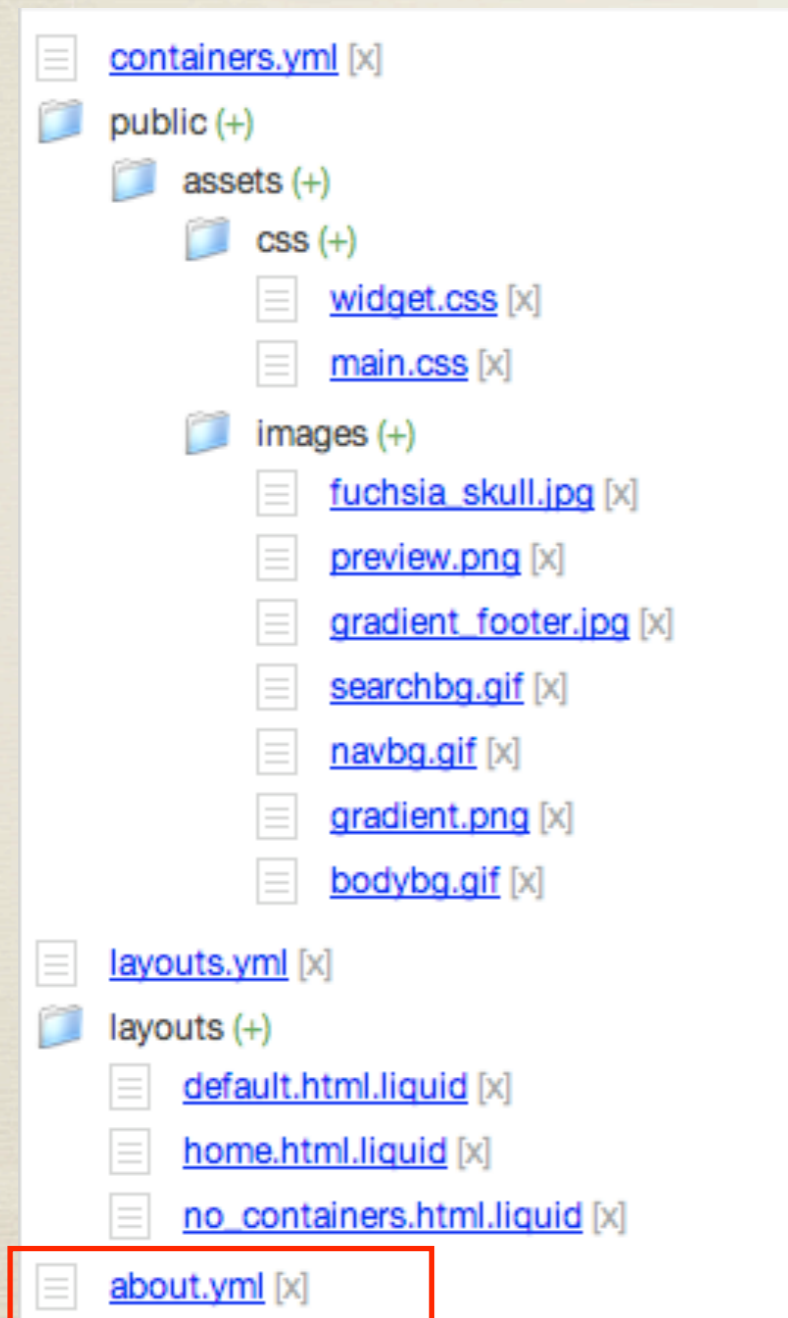 containers.yml [x]
public (+)
assets (+)
css (+)
widget.css [x]
main.css [x]
images (+)
fuchsia_skull.jpg [x]
preview.png [x]
gradient_footer.jpg [x]
searchbg.gif [x]
navbg.gif [x]
gradient.png [x]
bodybg.gif [x]
layouts.yml [x]
layouts (+)
default.html.liquid [x]
home.html.liquid [x]
no_containers.html.liquid [x]
about.yml [x]